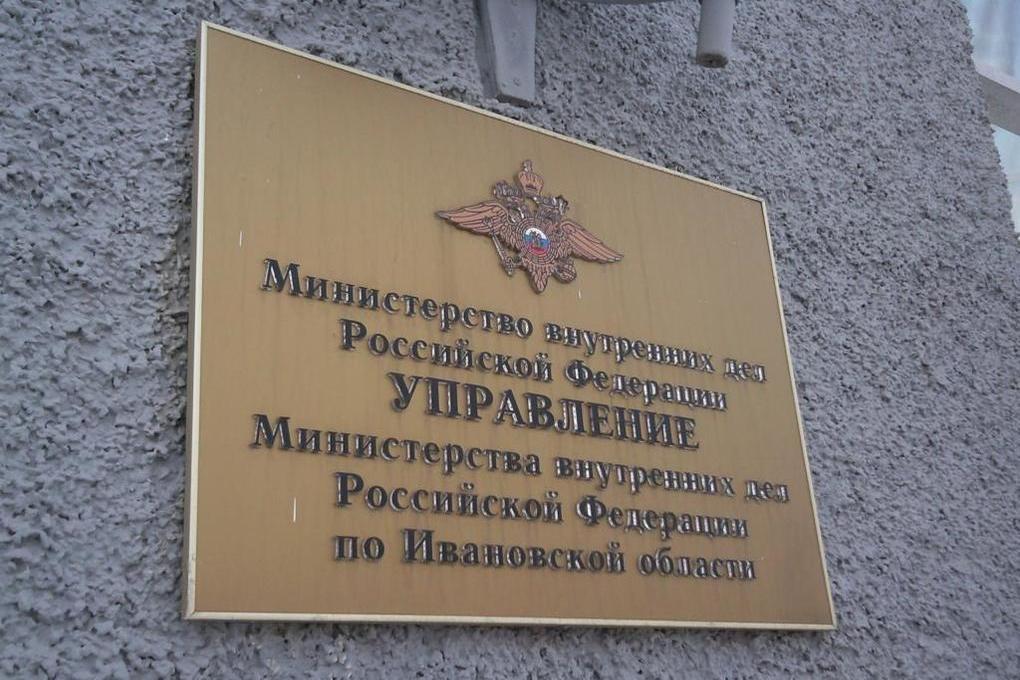 Министерство внутренних дел
Российской Федерации
УПРАВЛЕНИЕ
Министерства внутренних дел
Российской Федерации
по Ивановской области